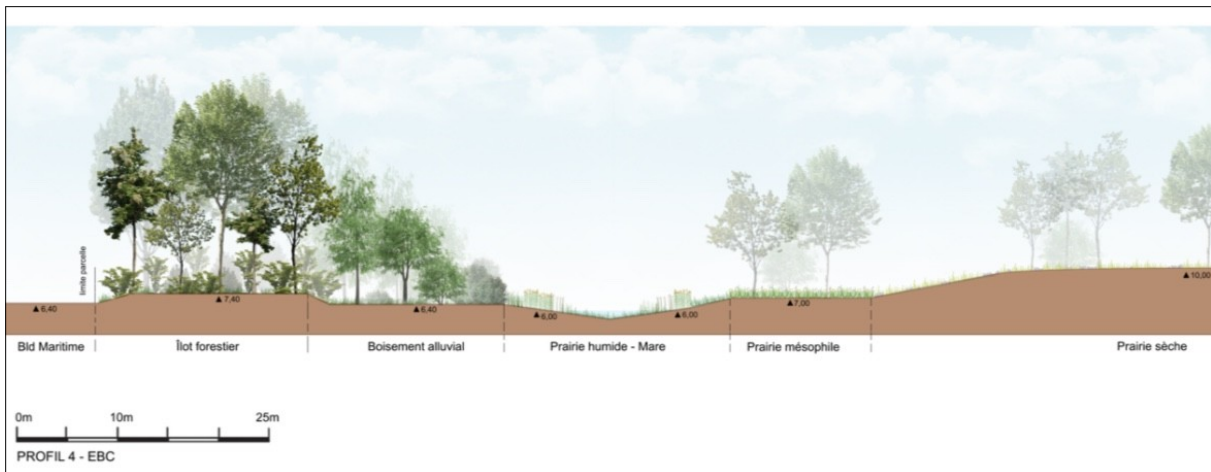 limite parcelle
▲6,40
▲7,40
▲6,40
▲6,00
▲6,00
▲7,00
▲10,00
Bld Maritime
Îlot forestier
Boisement alluvial
Prairie humide - Mare
Prairie mésophile
Prairie sèche
0m 10m 25m
PROFIL 4 - EBC